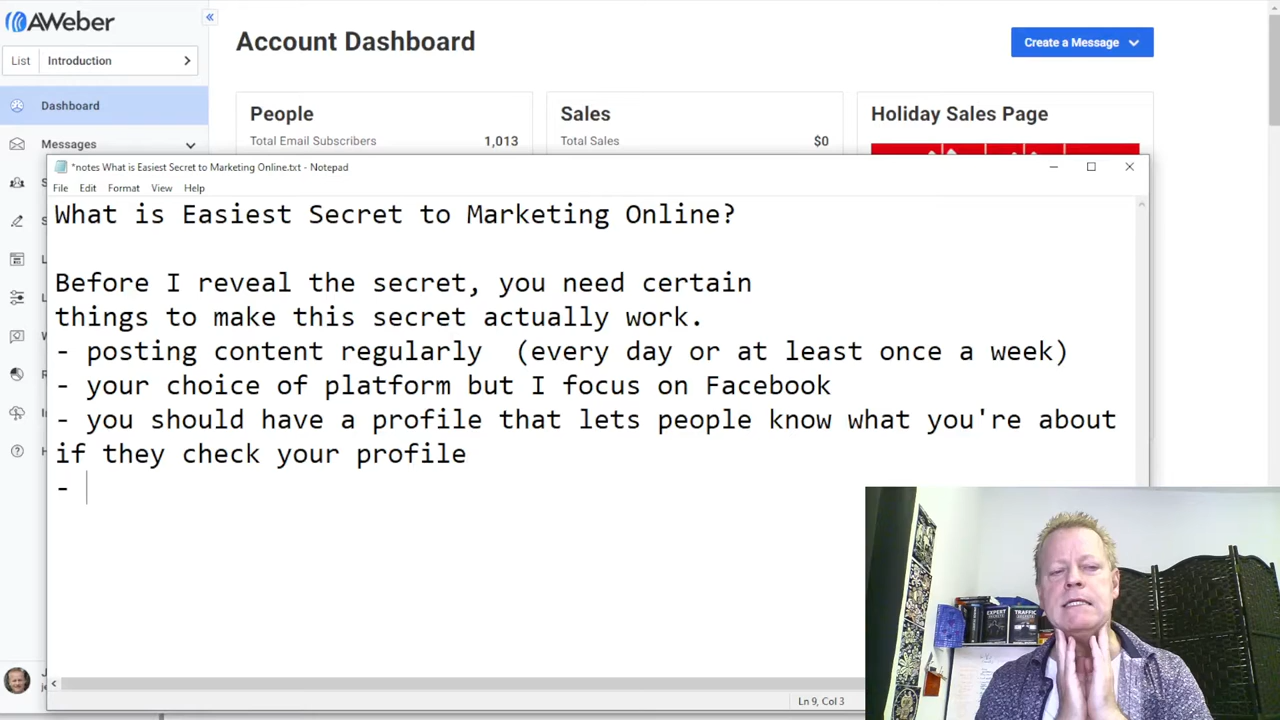 AWeber
«
Account Dashboard
Create a Message
List Introduction
Dashboard
People
Sales
Holiday Sales Page
Messages
Total Email Subscribers 1,013
Total Sales $0
*notes What is Easiest Secret to Marketing Online.txt - Notepad
File Edit Format View Help
What is Easiest Secret to Marketing Online?
Before I reveal the secret, you need certain
things to make this secret actually work.
- posting content regularly (every day or at least once a week)
- your choice of platform but I focus on Facebook
- you should have a profile that lets people know what you're about
if they check your profile
-
Ln 9, Col 3
EXPERT SECRETS
TRAFFIC SECRETS